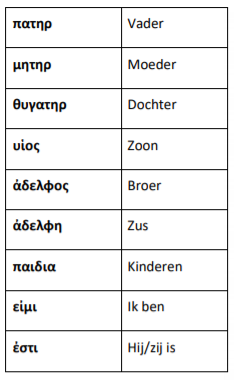 πατηρ Vader
μητηρ Moeder
θυγατηρ Dochter
υἱος Zoon
ἀδελφος Broer
ἀδελφη Zus
παιδια Kinderen
εἰμι Ik ben
ἐστι Hij/zij is